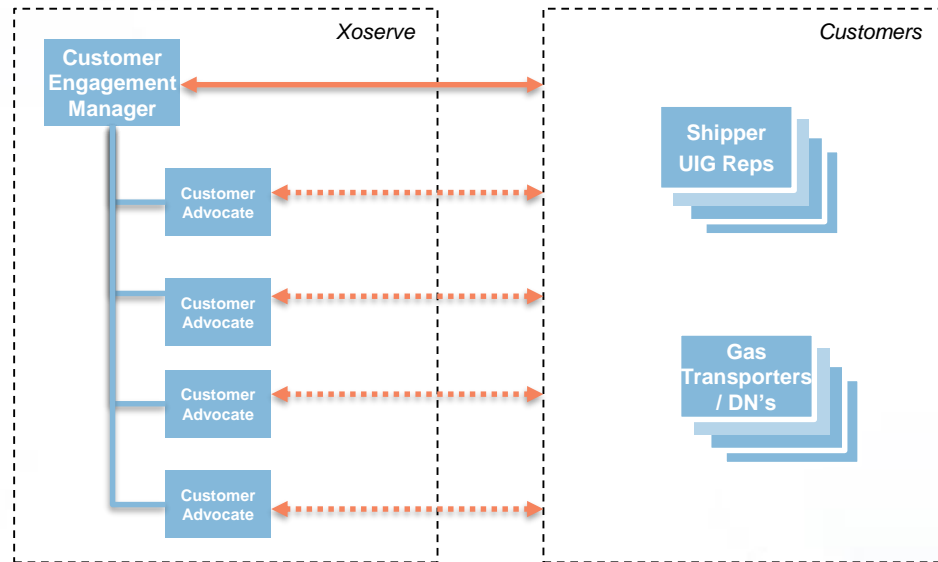 Xoserve
Customers
Customer
Engagement
Manager
Shipper
UIG Reps
Customer
Advocate
Customer
Advocate
Gas
Transporters
/ DN’s
Customer
Advocate
Customer
Advocate